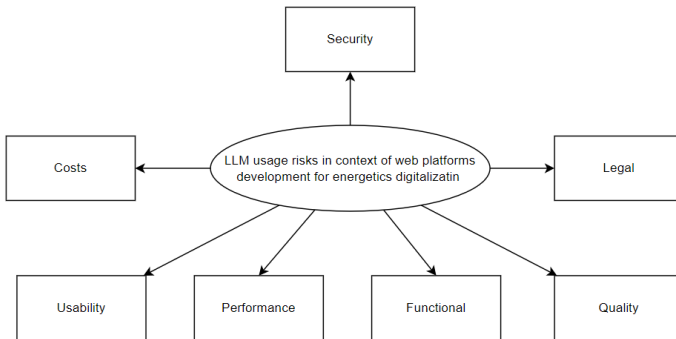 Security
LLM usage risks in context of web platforms
development for energetics digitalizatin
Costs
Legal
Usability
Performance
Functional
Quality